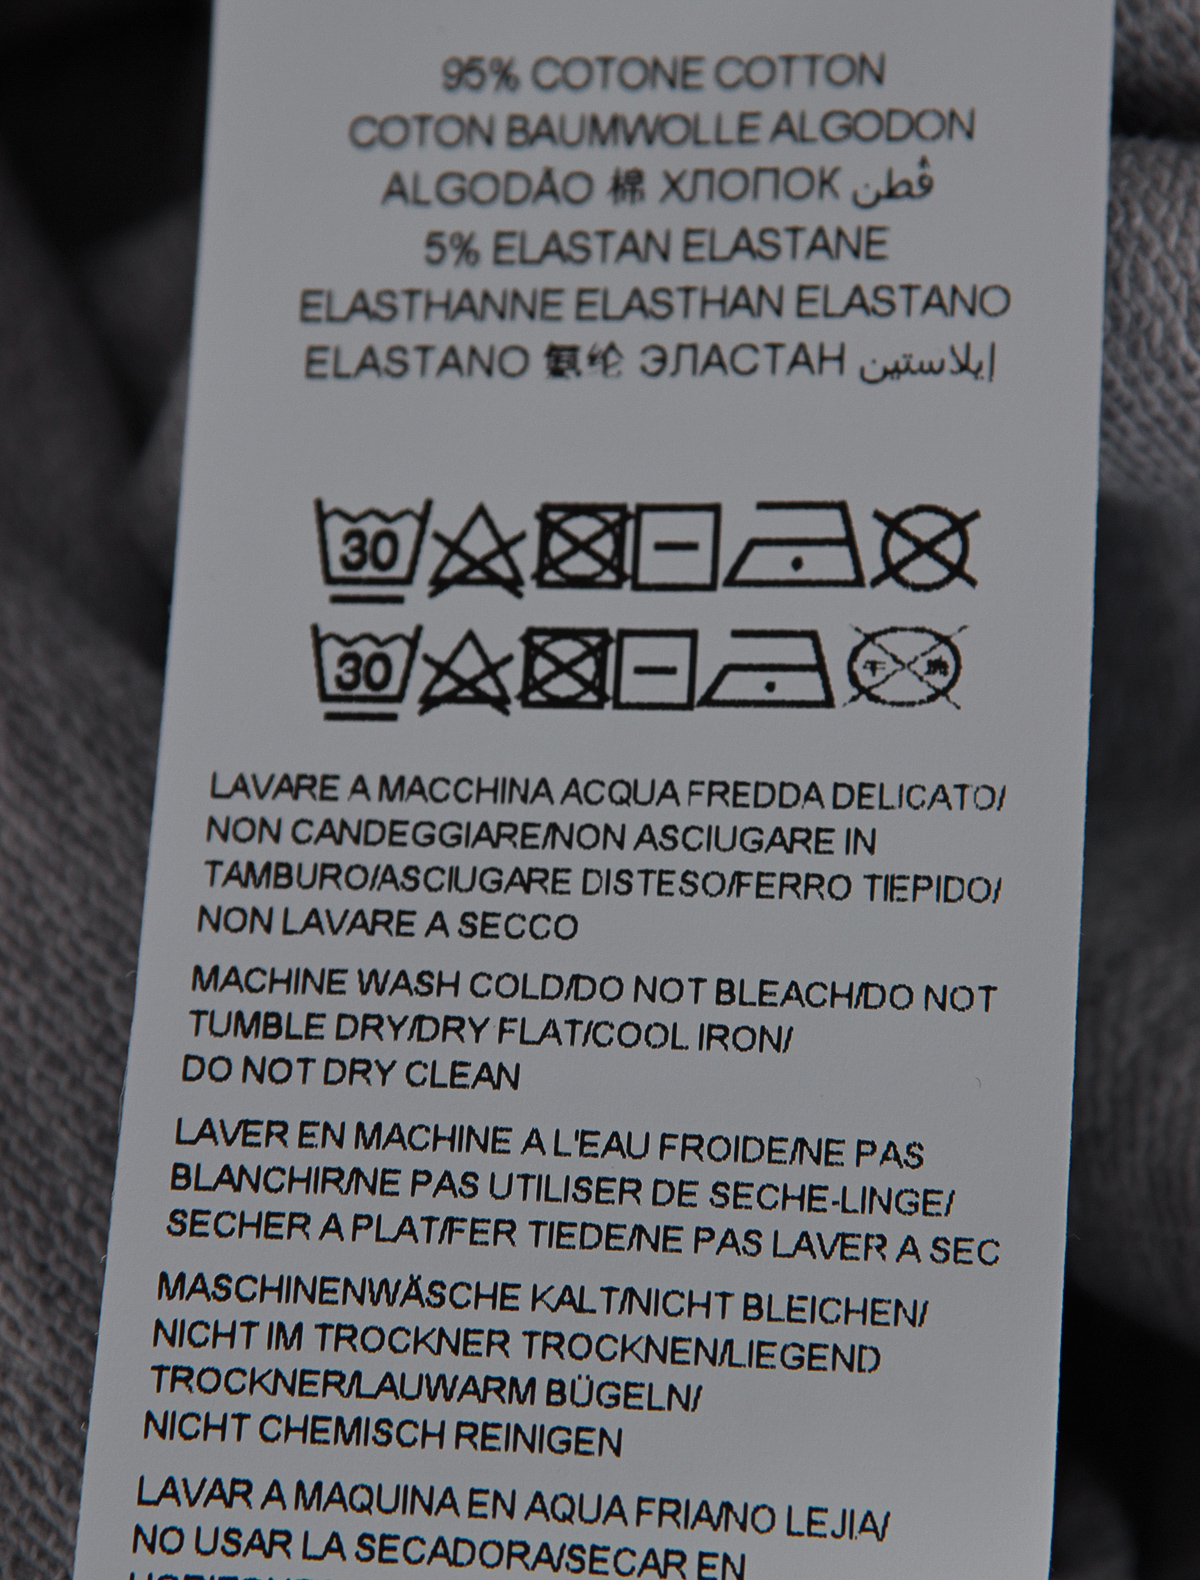 95% COTONE COTTON
COTON BAUMWOLLE ALGODON
ALGODÃO 棉 ХЛОПОК قُطن
5% ELASTAN ELASTANE
ELASTHANNE ELASTHAN ELASTANO
ELASTANO 氨纶 ЭЛАСТАН إيلاستين
30
30
LAVARE A MACCHINA ACQUA FREDDA DELICATO/
NON CANDEGGIARE/NON ASCIUGARE IN
TAMBURO/ASCIUGARE DISTESO/FERRO TIEPIDO/
NON LAVARE A SECCO
MACHINE WASH COLD/DO NOT BLEACH/DO NOT
TUMBLE DRY/DRY FLAT/COOL IRON/
DO NOT DRY CLEAN
LAVER EN MACHINE A L'EAU FROIDE/NE PAS
BLANCHIR/NE PAS UTILISER DE SECHE-LINGE/
SECHER A PLAT/FER TIEDE/NE PAS LAVER A SEC
MASCHINENWÄSCHE KALT/NICHT BLEICHEN/
NICHT IM TROCKNER TROCKNEN/LIEGEND
TROCKNER/LAUWARM BÜGELN/
NICHT CHEMISCH REINIGEN
LAVAR A MAQUINA EN AQUA FRIA/NO LEJIA/
NO USAR LA SECADORA/SECAR EN